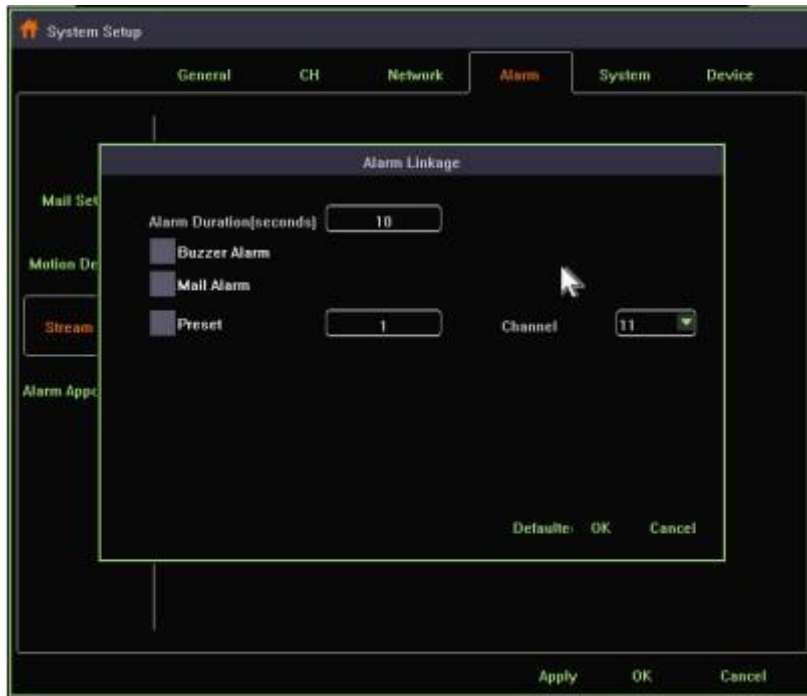 System Setup
General CH Network Alarm System Device
Alarm Linkage
Mail Set
Alarm Duration(seconds) 10
Buzzer Alarm
Motion De
Mail Alarm
Stream
Preset 1 Channel 11
Alarm Appo
Defaulte OK Cancel
Apply OK Cancel